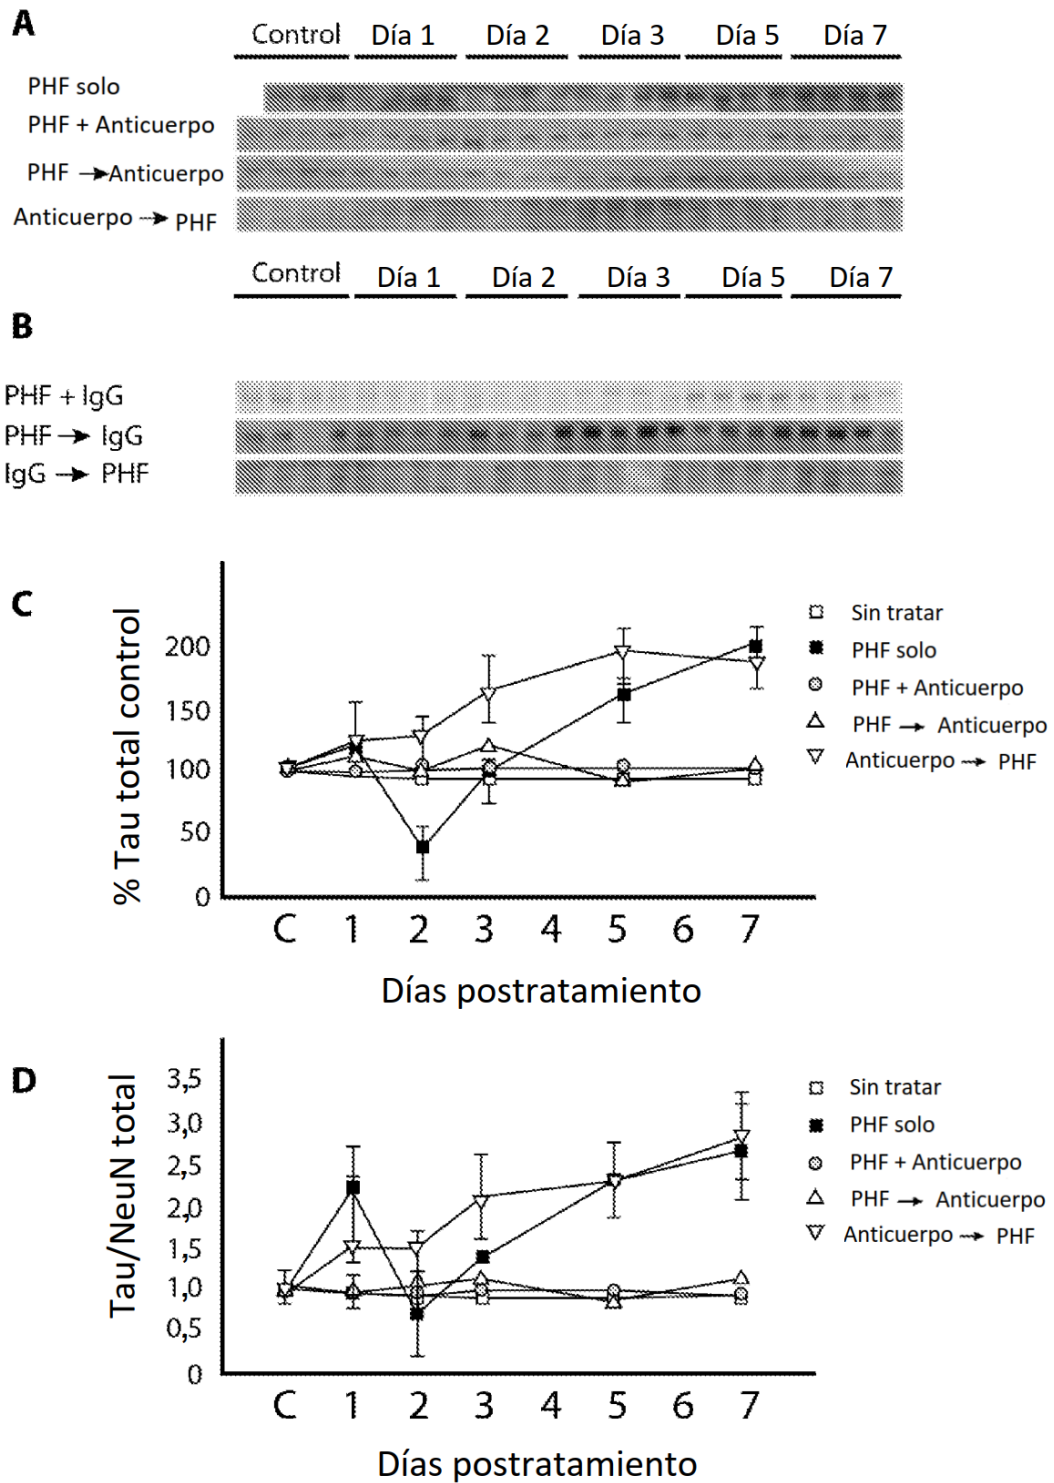 A
Control Día 1 Día 2 Día 3 Día 5 Día 7
PHF solo
PHF + Anticuerpo
PHF → Anticuerpo
Anticuerpo → PHF
Control Día 1 Día 2 Día 3 Día 5 Día 7
B
PHF + IgG
PHF → IgG
IgG → PHF
C
% Tau total control
200
150
100
50
0
C 1 2 3 4 5 6 7
Días postratamiento
Sin tratar
PHF solo
PHF + Anticuerpo
PHF → Anticuerpo
Anticuerpo → PHF
D
Tau/NeuN total
3,5
3,0
2,5
2,0
1,5
1,0
0,5
0
C 1 2 3 4 5 6 7
Días postratamiento
Sin tratar
PHF solo
PHF + Anticuerpo
PHF → Anticuerpo
Anticuerpo → PHF